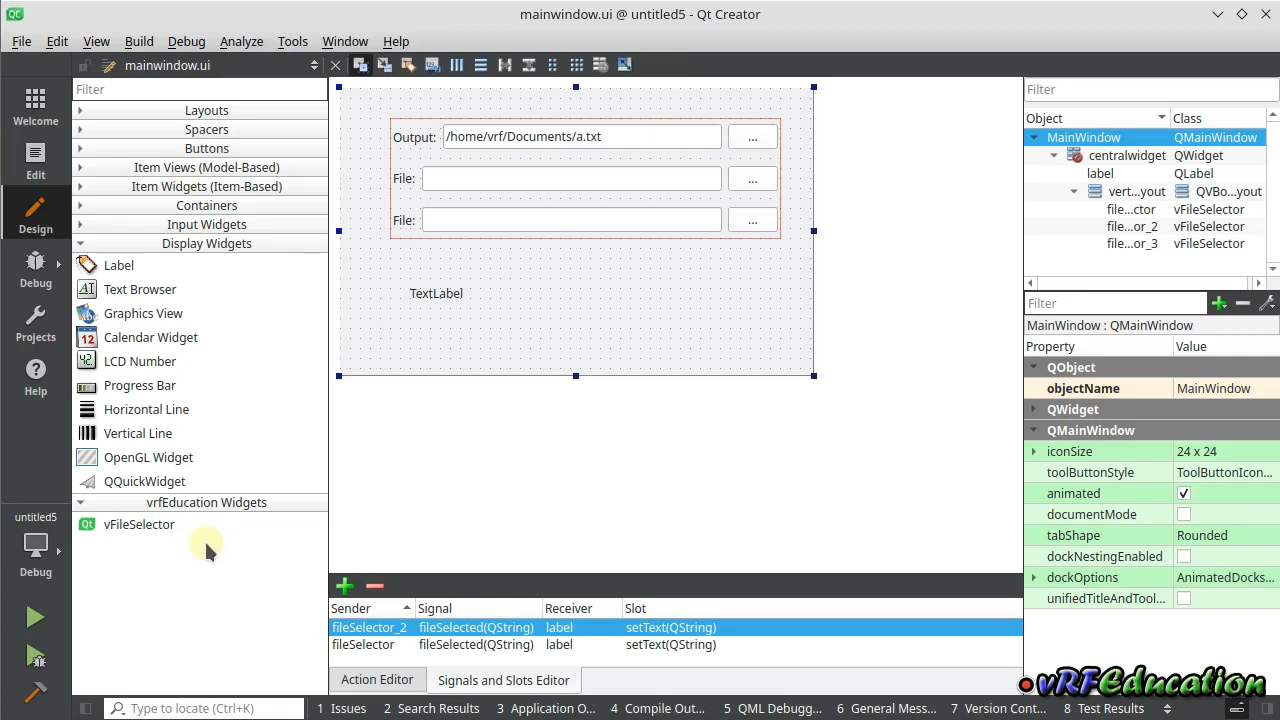 mainwindow.ui @ untitled5 - Qt Creator
File Edit View Build Debug Analyze Tools Window Help
mainwindow.ui
Welcome
Edit
Design
Debug
Projects
Help
untitled5
Debug
Filter
Layouts
Spacers
Buttons
Item Views (Model-Based)
Item Widgets (Item-Based)
Containers
Input Widgets
Display Widgets
Label
Text Browser
Graphics View
Calendar Widget
LCD Number
Progress Bar
Horizontal Line
Vertical Line
OpenGL Widget
QQuickWidget
vrfEducation Widgets
vFileSelector
Output: /home/vrf/Documents/a.txt ...
File: ...
File: ...
TextLabel
Sender Signal Receiver Slot
fileSelector_2 fileSelected(QString) label setText(QString)
fileSelector fileSelected(QString) label setText(QString)
Action Editor Signals and Slots Editor
Filter
Object Class
MainWindow QMainWindow
centralwidget QWidget
label QLabel
vert...yout QVBo...yout
file...ctor vFileSelector
file...or_2 vFileSelector
file...or_3 vFileSelector
Filter
MainWindow : QMainWindow
Property Value
QObject
objectName MainWindow
QWidget
QMainWindow
iconSize 24 x 24
toolButtonStyle ToolButtonIcon...
animated
documentMode
tabShape Rounded
dockNestingEnabled
dockOptions AnimatedDocks...
unifiedTitleAndTool...
vRFEducation
Type to locate (Ctrl+K) 1 Issues 2 Search Results 3 Application O... 4 Compile Out... 5 QML Debugg... 6 General Mess... 7 Version Cont... 8 Test Results